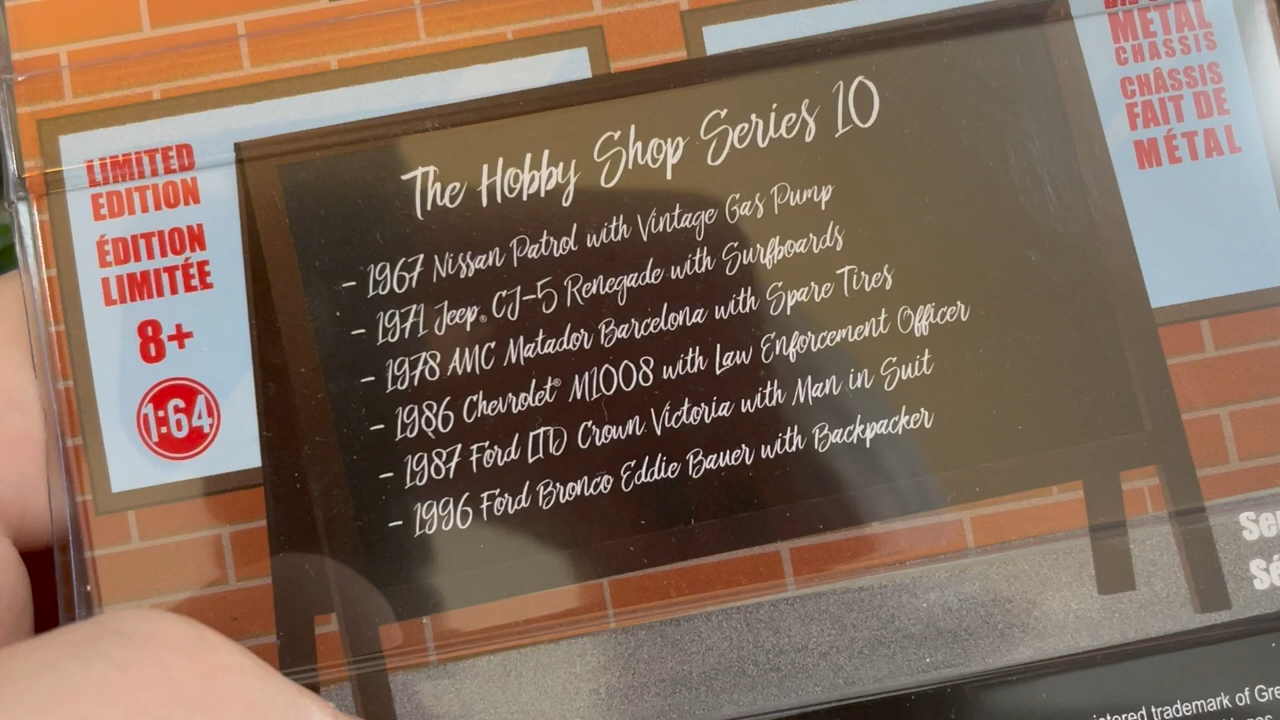 LIMITED
EDITION
ÉDITION
LIMITÉE
8+
1:64
The Hobby Shop Series 10
- 1967 Nissan Patrol with Vintage Gas Pump
- 1971 Jeep® CJ-5 Renegade with Surfboards
- 1978 AMC Matador Barcelona with Spare Tires
- 1986 Chevrolet® M1008 with Law Enforcement Officer
- 1987 Ford LTD Crown Victoria with Man in Suit
- 1996 Ford Bronco Eddie Bauer with Backpacker
METAL
CHASSIS
CHÂSSIS
FAIT DE
MÉTAL
trademark of